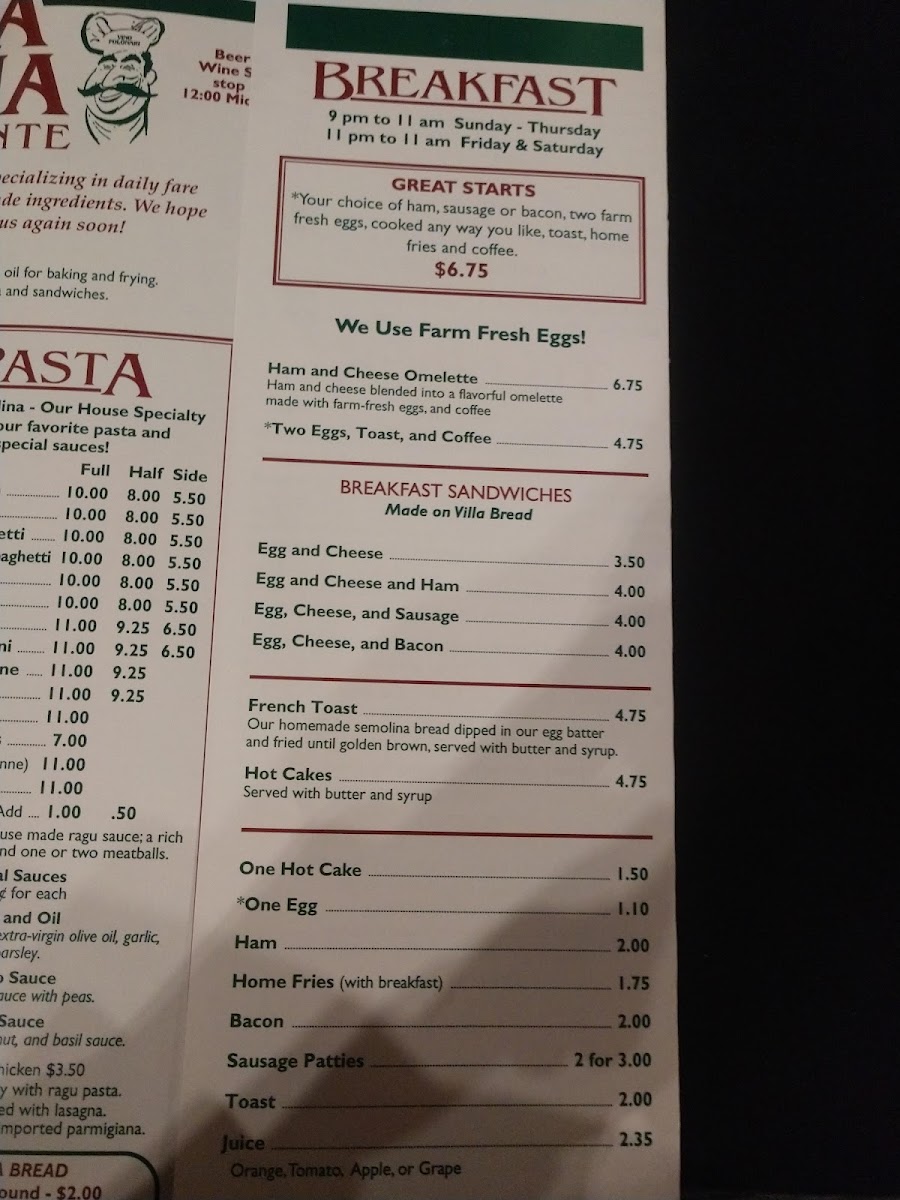 A
NA
NTE
VINO
Beer
Wine S
stop
12:00 Mic
ecializing in daily fare
de ingredients. We hope
us again soon!
oil for baking and frying.
and sandwiches.
PASTA
lina - Our House Specialty
our favorite pasta and
special sauces!
Full Half Side
10.00 8.00 5.50
10.00 8.00 5.50
etti 10.00 8.00 5.50
aghetti 10.00 8.00 5.50
10.00 8.00 5.50
10.00 8.00 5.50
11.00 9.25 6.50
ni 11.00 9.25 6.50
ne 11.00 9.25
11.00 9.25
11.00
s 7.00
nne) 11.00
11.00
Add 1.00 .50
use made ragu sauce; a rich
nd one or two meatballs.
al Sauces
¢ for each
and Oil
extra-virgin olive oil, garlic,
parsley.
o Sauce
auce with peas.
Sauce
nut, and basil sauce.
hicken $3.50
y with ragu pasta.
ed with lasagna.
imported parmigiana.
A BREAD
ound - $2.00
BREAKFAST
9 pm to 11 am Sunday - Thursday
11 pm to 11 am Friday & Saturday
GREAT STARTS
*Your choice of ham, sausage or bacon, two farm
fresh eggs, cooked any way you like, toast, home
fries and coffee.
$6.75
We Use Farm Fresh Eggs!
Ham and Cheese Omelette 6.75
Ham and cheese blended into a flavorful omelette
made with farm-fresh eggs, and coffee
*Two Eggs, Toast, and Coffee 4.75
BREAKFAST SANDWICHES
Made on Villa Bread
Egg and Cheese 3.50
Egg and Cheese and Ham 4.00
Egg, Cheese, and Sausage 4.00
Egg, Cheese, and Bacon 4.00
French Toast 4.75
Our homemade semolina bread dipped in our egg batter
and fried until golden brown, served with butter and syrup.
Hot Cakes 4.75
Served with butter and syrup
One Hot Cake 1.50
*One Egg 1.10
Ham 2.00
Home Fries (with breakfast) 1.75
Bacon 2.00
Sausage Patties 2 for 3.00
Toast 2.00
Juice 2.35
Orange, Tomato, Apple, or Grape